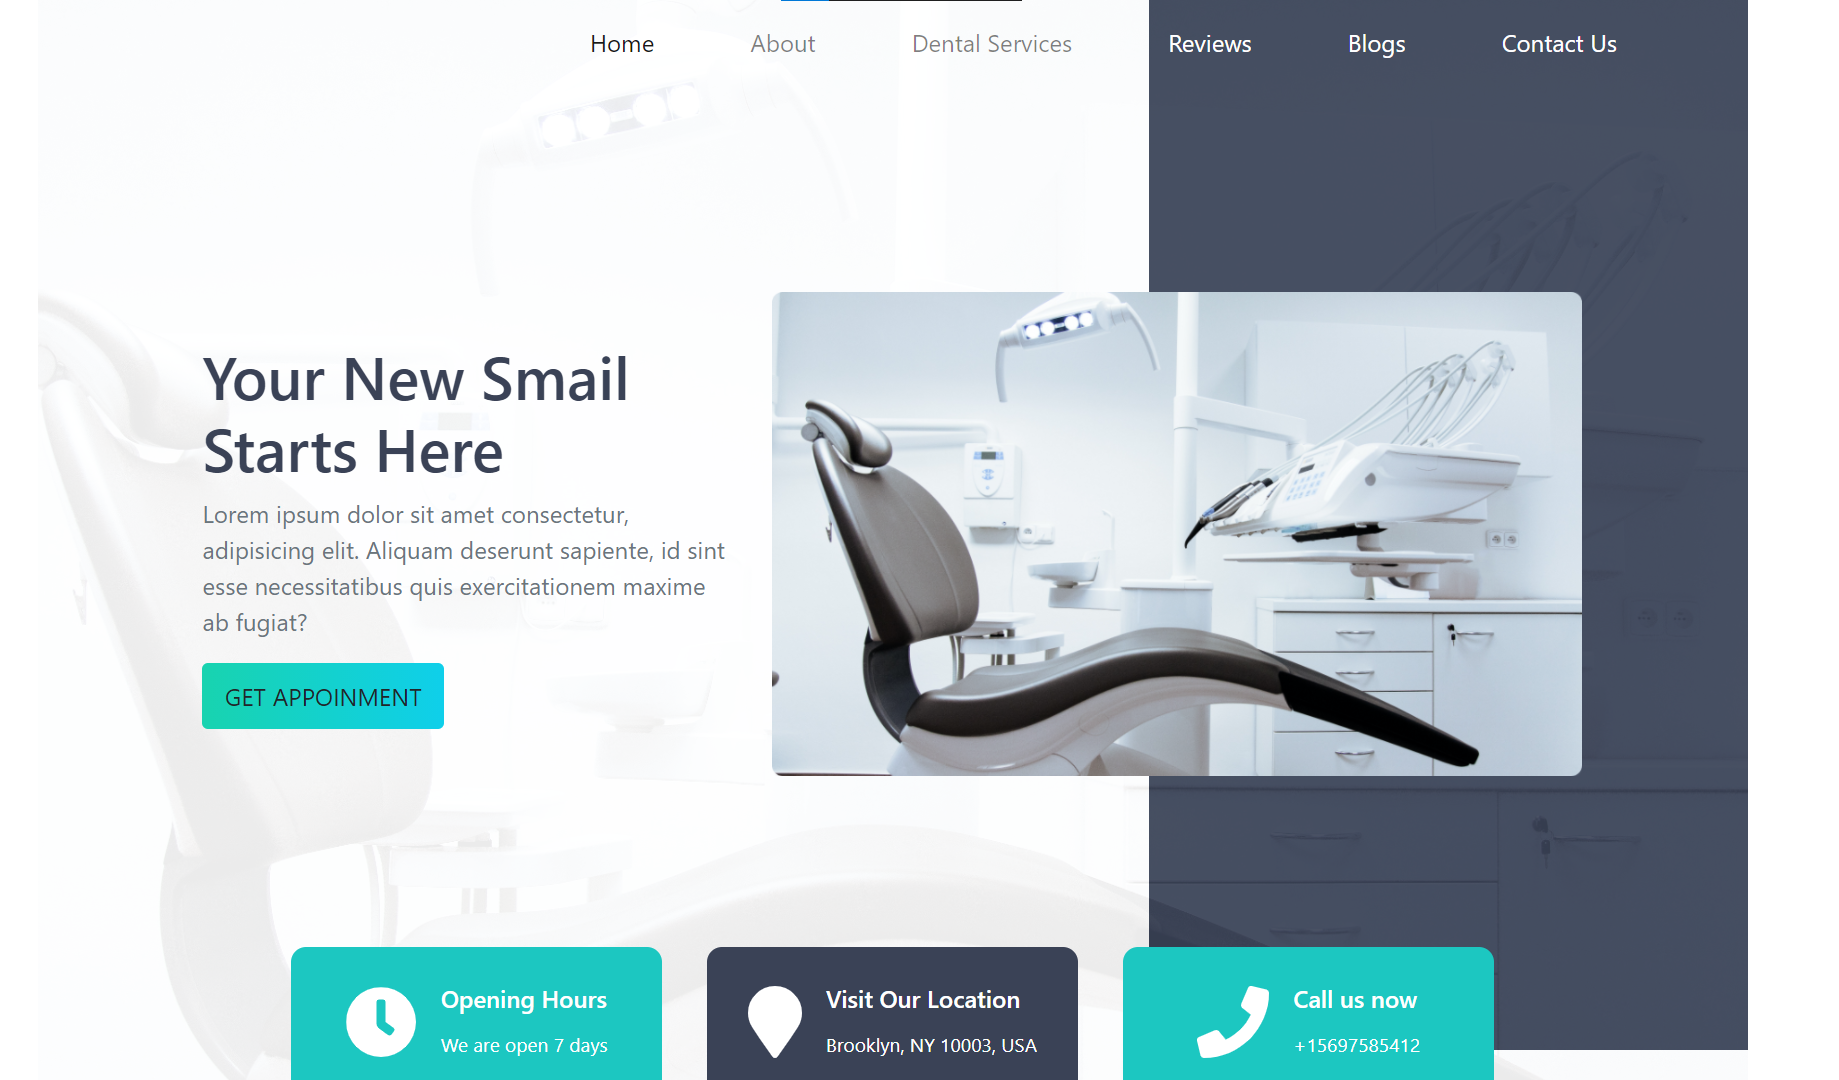 Home About Dental Services Reviews Blogs Contact Us
Your New Smail
Starts Here
Lorem ipsum dolor sit amet consectetur,
adipisicing elit. Aliquam deserunt sapiente, id sint
esse necessitatibus quis exercitationem maxime
ab fugiat?
GET APPOINMENT
Opening Hours
We are open 7 days
Visit Our Location
Brooklyn, NY 10003, USA
Call us now
+15697585412